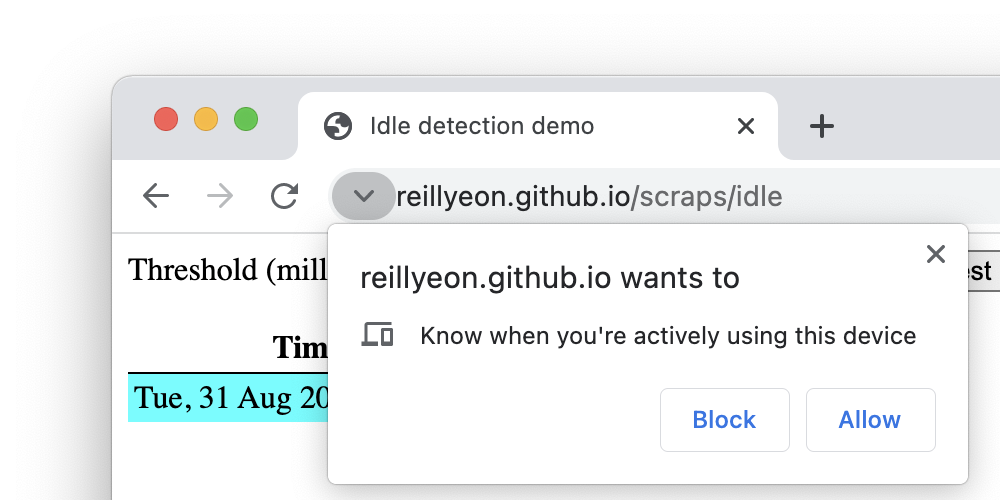 Idle detection demo
reillyeon.github.io/scraps/idle
Threshold (mill
reillyeon.github.io wants to
Know when you're actively using this device
Block
Allow
est
Tim
Tue, 31 Aug 20